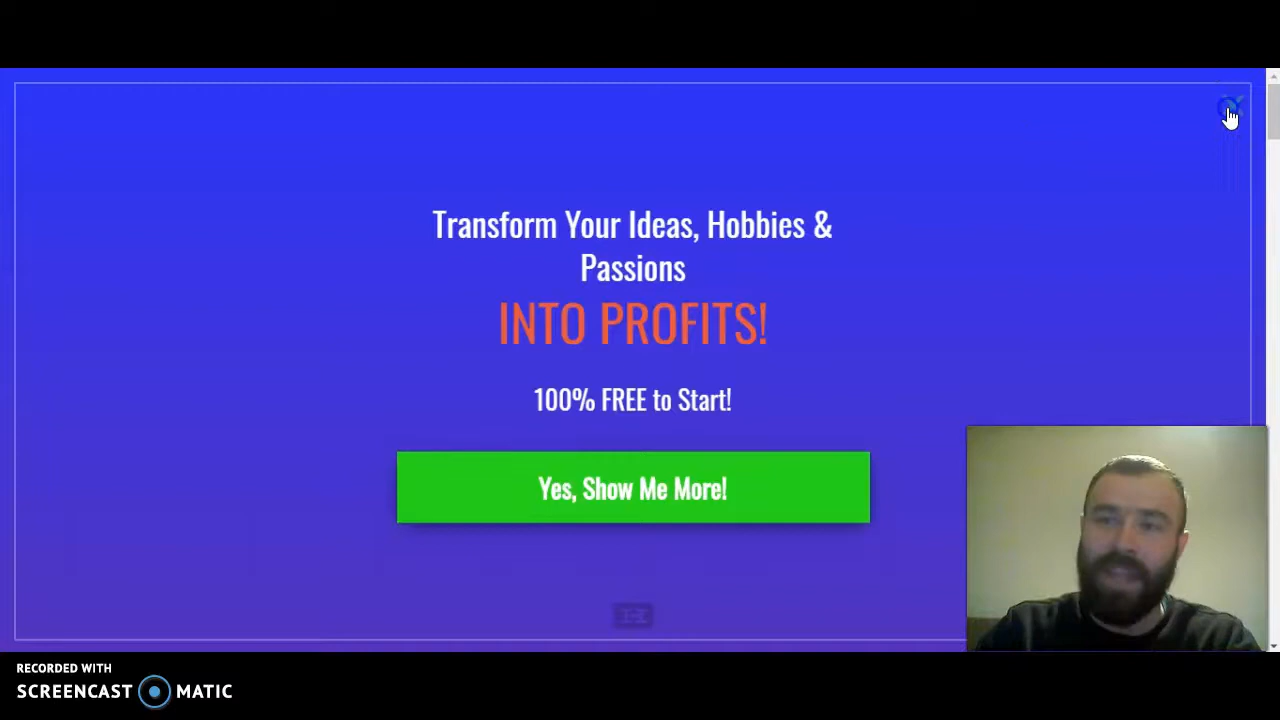 Transform Your Ideas, Hobbies &
Passions
INTO PROFITS!
100% FREE to Start!
Yes, Show Me More!
RECORDED WITH
SCREENCAST MATIC